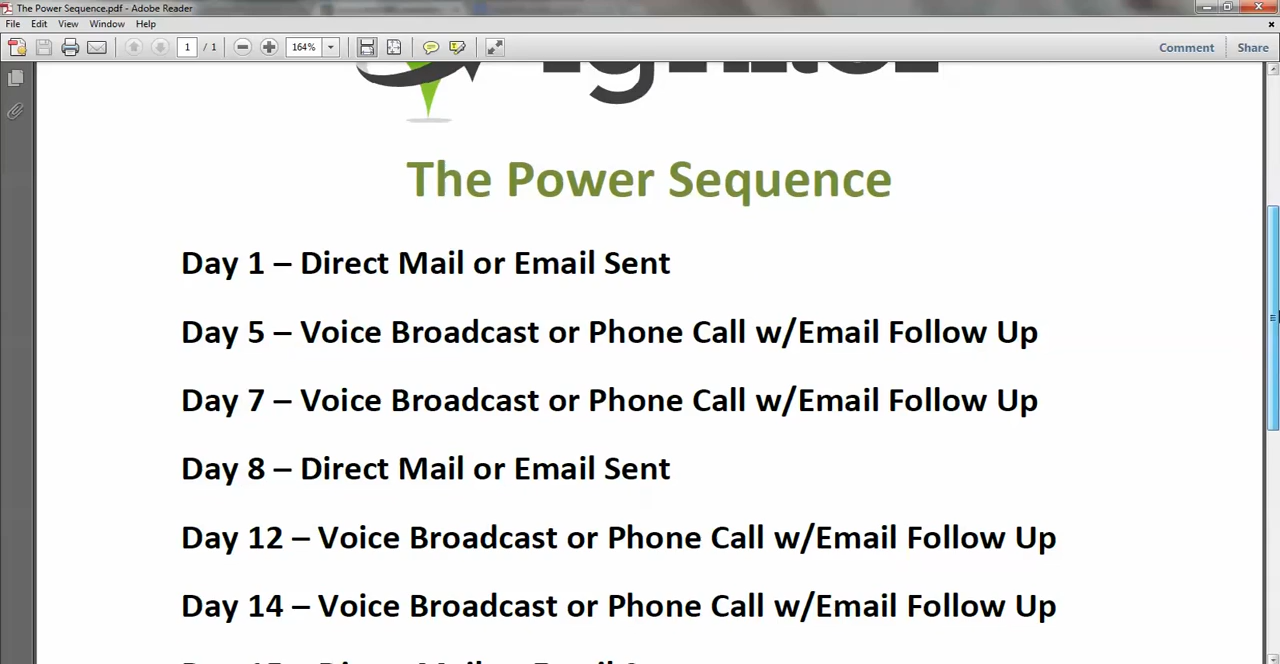 The Power Sequence.pdf - Adobe Reader
File Edit View Window Help
1 / 1 164% Comment Share
The Power Sequence
Day 1 – Direct Mail or Email Sent
Day 5 – Voice Broadcast or Phone Call w/Email Follow Up
Day 7 – Voice Broadcast or Phone Call w/Email Follow Up
Day 8 – Direct Mail or Email Sent
Day 12 – Voice Broadcast or Phone Call w/Email Follow Up
Day 14 – Voice Broadcast or Phone Call w/Email Follow Up